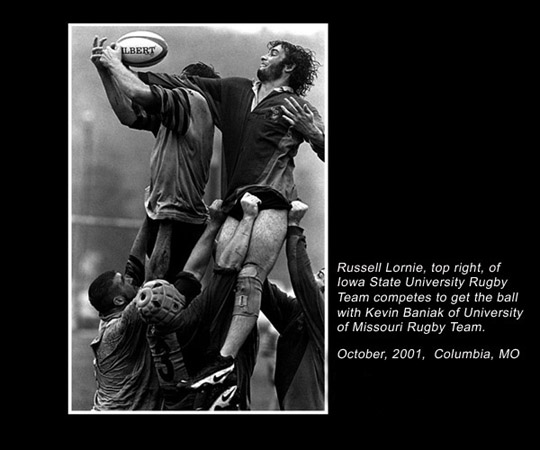 ILBERT
Russell Lornie, top right, of
Iowa State University Rugby
Team competes to get the ball
with Kevin Baniak of University
of Missouri Rugby Team.
October, 2001,  Columbia, MO